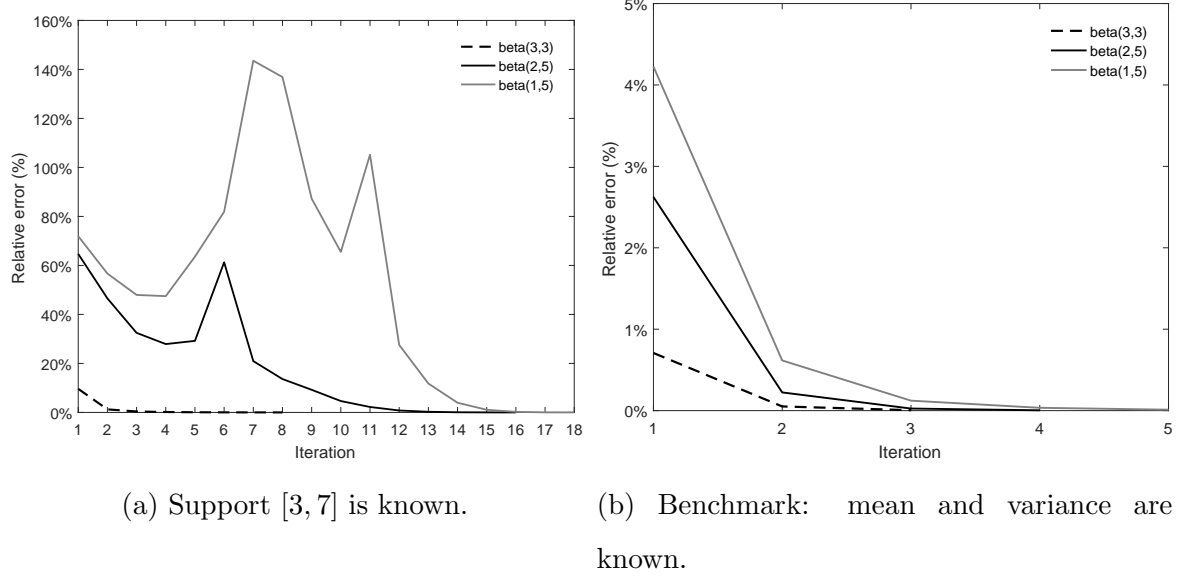 160%
140%
120%
100%
80%
60%
40%
20%
0%
Relative error (%)
1 2 3 4 5 6 7 8 9 10 11 12 13 14 15 16 17 18
Iteration
beta(3,3)
beta(2,5)
beta(1,5)
(a) Support [3, 7] is known.
5%
4%
3%
2%
1%
0%
Relative error (%)
1 2 3 4 5
Iteration
beta(3,3)
beta(2,5)
beta(1,5)
(b) Benchmark: mean and variance are
known.